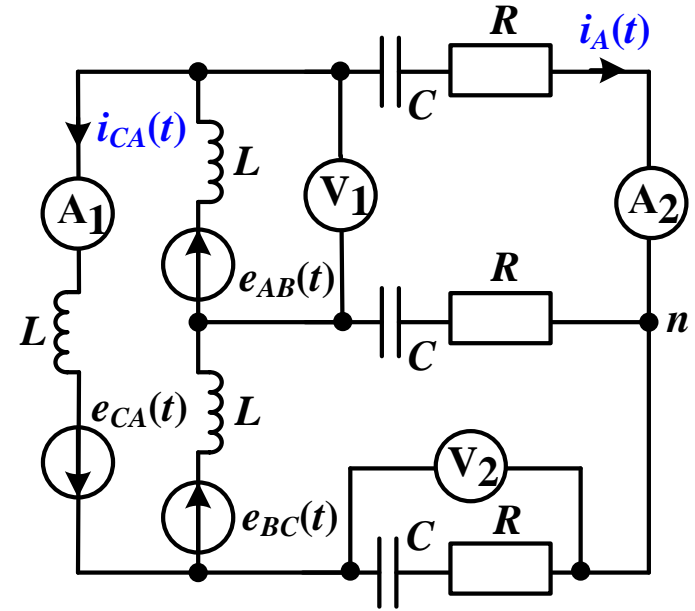 R
i_A(t)
C
i_CA(t)
L
V1
A1
A2
e_AB(t)
R
n
L
C
e_CA(t)
L
V2
e_BC(t)
C
R